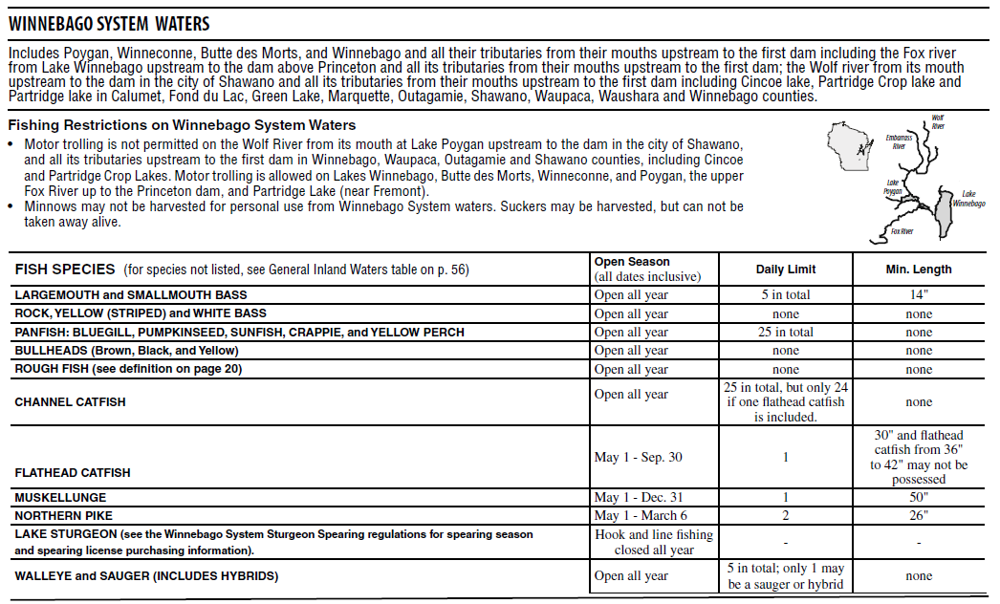 WINNEBAGO SYSTEM WATERS
Includes Poygan, Winneconne, Butte des Morts, and Winnebago and all their tributaries from their mouths upstream to the first dam including the Fox river
from Lake Winnebago upstream to the dam above Princeton and all its tributaries from their mouths upstream to the first dam; the Wolf river from its mouth
upstream to the dam in the city of Shawano and all its tributaries from their mouths upstream to the first dam including Cincoe lake, Partridge Crop lake and
Partridge lake in Calumet, Fond du Lac, Green Lake, Marquette, Outagamie, Shawano, Waupaca, Waushara and Winnebago counties.
Fishing Restrictions on Winnebago System Waters
• Motor trolling is not permitted on the Wolf River from its mouth at Lake Poygan upstream to the dam in the city of Shawano,
and all its tributaries upstream to the first dam in Winnebago, Waupaca, Outagamie and Shawano counties, including Cincoe
and Partridge Crop Lakes. Motor trolling is allowed on Lakes Winnebago, Butte des Morts, Winneconne, and Poygan, the upper
Fox River up to the Princeton dam, and Partridge Lake (near Fremont).
• Minnows may not be harvested for personal use from Winnebago System waters. Suckers may be harvested, but can not be
taken away alive.
Wolf
River
Embarrass
River
Lake
Poygan
Lake
Winnebago
Fox River
FISH SPECIES (for species not listed, see General Inland Waters table on p. 56)
Open Season
(all dates inclusive)
Daily Limit
Min. Length
LARGEMOUTH and SMALLMOUTH BASS
Open all year
5 in total
14"
ROCK, YELLOW (STRIPED) and WHITE BASS
Open all year
none
none
PANFISH: BLUEGILL, PUMPKINSEED, SUNFISH, CRAPPIE, and YELLOW PERCH
Open all year
25 in total
none
BULLHEADS (Brown, Black, and Yellow)
Open all year
none
none
ROUGH FISH (see definition on page 20)
Open all year
none
none
CHANNEL CATFISH
Open all year
25 in total, but only 24
if one flathead catfish
is included.
none
FLATHEAD CATFISH
May 1 - Sep. 30
1
30" and flathead
catfish from 36"
to 42" may not be
possessed
MUSKELLUNGE
May 1 - Dec. 31
1
50"
NORTHERN PIKE
May 1 - March 6
2
26"
LAKE STURGEON (see the Winnebago System Sturgeon Spearing regulations for spearing season
and spearing license purchasing information).
Hook and line fishing
closed all year
-
-
WALLEYE and SAUGER (INCLUDES HYBRIDS)
Open all year
5 in total; only 1 may
be a sauger or hybrid
none